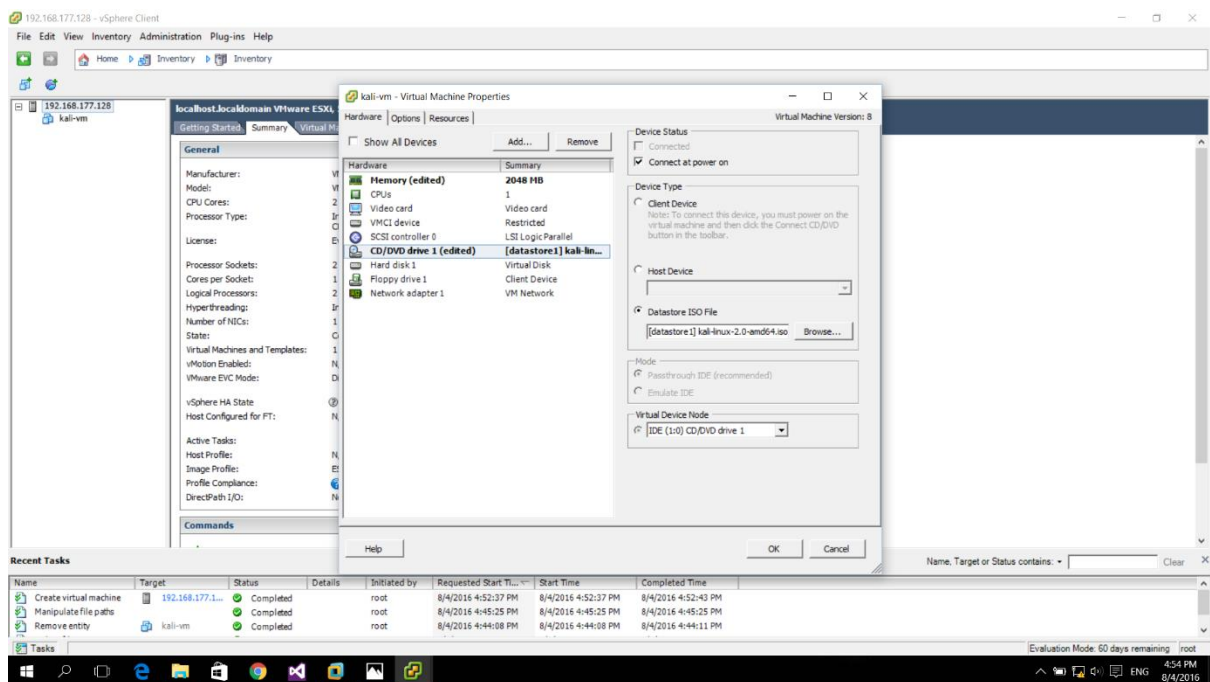 192.168.177.128 - vSphere Client
File Edit View Inventory Administration Plug-ins Help
Home Inventory Inventory
192.168.177.128
kali-vm
localhost.localdomain VMware ESXi,
Getting Started Summary Virtual M
General
Manufacturer:
Model:
CPU Cores: 2
Processor Type:
License:
Processor Sockets: 2
Cores per Socket: 1
Logical Processors: 2
Hyperthreading:
Number of NICs: 1
State:
Virtual Machines and Templates: 1
vMotion Enabled:
VMware EVC Mode:
vSphere HA State
Host Configured for FT:
Active Tasks:
Host Profile:
Image Profile:
Profile Compliance:
DirectPath I/O:
Commands
kali-vm - Virtual Machine Properties
Hardware Options Resources
Virtual Machine Version: 8
Show All Devices Add... Remove
Hardware Summary
Memory (edited) 2048 MB
CPUs 1
Video card Video card
VMCI device Restricted
SCSI controller 0 LSI Logic Parallel
CD/DVD drive 1 (edited) [datastore1] kali-lin...
Hard disk 1 Virtual Disk
Floppy drive 1 Client Device
Network adapter 1 VM Network
Device Status
Connected
Connect at power on
Device Type
Client Device
Note: To connect this device, you must power on the
virtual machine and then click the Connect CD/DVD
button in the toolbar.
Host Device
Datastore ISO File
[datastore1] kali-linux-2.0-amd64.iso Browse...
Mode
Passthrough IDE (recommended)
Emulate IDE
Virtual Device Node
IDE (1:0) CD/DVD drive 1
Help OK Cancel
Recent Tasks
Name, Target or Status contains: Clear
Name Target Status Details Initiated by Requested Start Ti... Start Time Completed Time
Create virtual machine 192.168.177.1... Completed root 8/4/2016 4:52:37 PM 8/4/2016 4:52:37 PM 8/4/2016 4:52:43 PM
Manipulate file paths Completed root 8/4/2016 4:45:25 PM 8/4/2016 4:45:25 PM 8/4/2016 4:45:25 PM
Remove entity kali-vm Completed root 8/4/2016 4:44:08 PM 8/4/2016 4:44:08 PM 8/4/2016 4:44:11 PM
Tasks
Evaluation Mode: 60 days remaining root
ENG
4:54 PM
8/4/2016